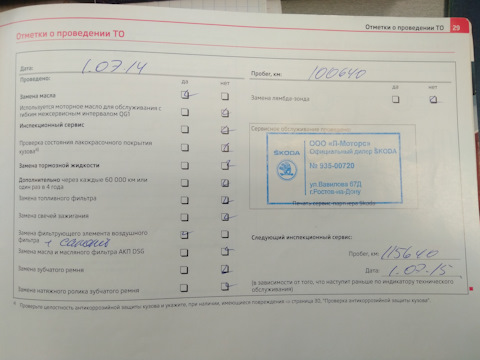 Отметки о проведении ТО
Отметки о проведении ТО 29
Дата: 1.07.14
Пробег, км: 100640
Проведено:
да нет
да нет
Замена масла
Замена лямбда-зонда
Используется моторное масло для обслуживания с
гибким межсервисным интервалом QG1
Инспекционный сервис
Проверка состояния лакокрасочного покрытия
кузова
Замена тормозной жидкости
Дополнительно через каждые 60 000 км или
один раз в 4 года
Замена топливного фильтра
Замена свечей зажигания
Замена фильтрующего элемента воздушного
фильтра + салон
Замена масла и масляного фильтра АКП DSG
Замена зубчатого ремня
Замена натяжного ролика зубчатого ремня
Сервисное обслуживание
ООО «Л-Моторс»
Официальный дилер ŠKODA
ŠKODA
№ 935-00720
ул.Вавилова 67Д
г.Ростов-на-Дону
Печать сервис-партнера Skoda
Следующий инспекционный сервис:
Пробег, км: 115640
Дата: 1.07.15
(в зависимости от того, что наступит раньше по индикатору технического
обслуживания)
Проверьте целостность антикоррозийной защиты кузова и укажите, при наличии, имеющиеся повреждения ⇒ страница 35, "Проверка антикоррозийной защиты кузова".